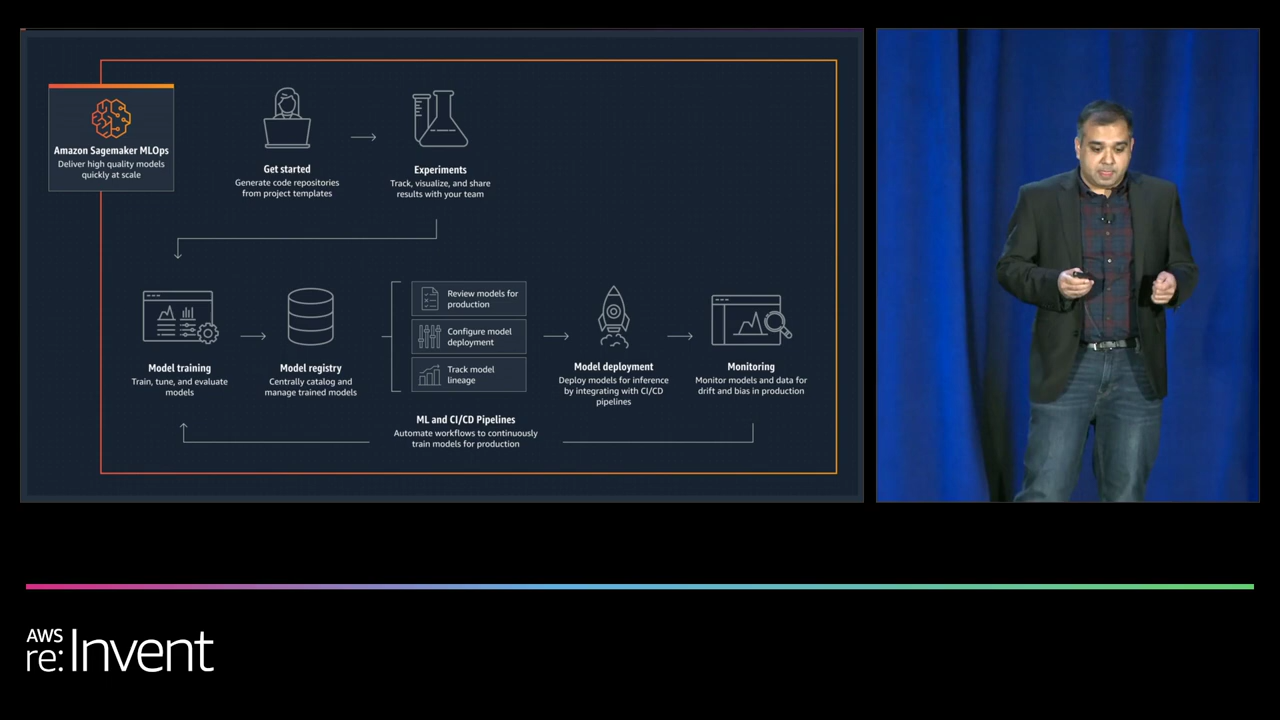 Amazon Sagemaker MLOps
Deliver high quality models
quickly at scale
Get started
Generate code repositories
from project templates
Experiments
Track, visualize, and share
results with your team
Model training
Train, tune, and evaluate
models
Model registry
Centrally catalog and
manage trained models
Review models for
production
Configure model
deployment
Track model
lineage
ML and CI/CD Pipelines
Automate workflows to continuously
train models for production
Model deployment
Deploy models for inference
by integrating with CI/CD
pipelines
Monitoring
Monitor models and data for
drift and bias in production
AWS
re:Invent